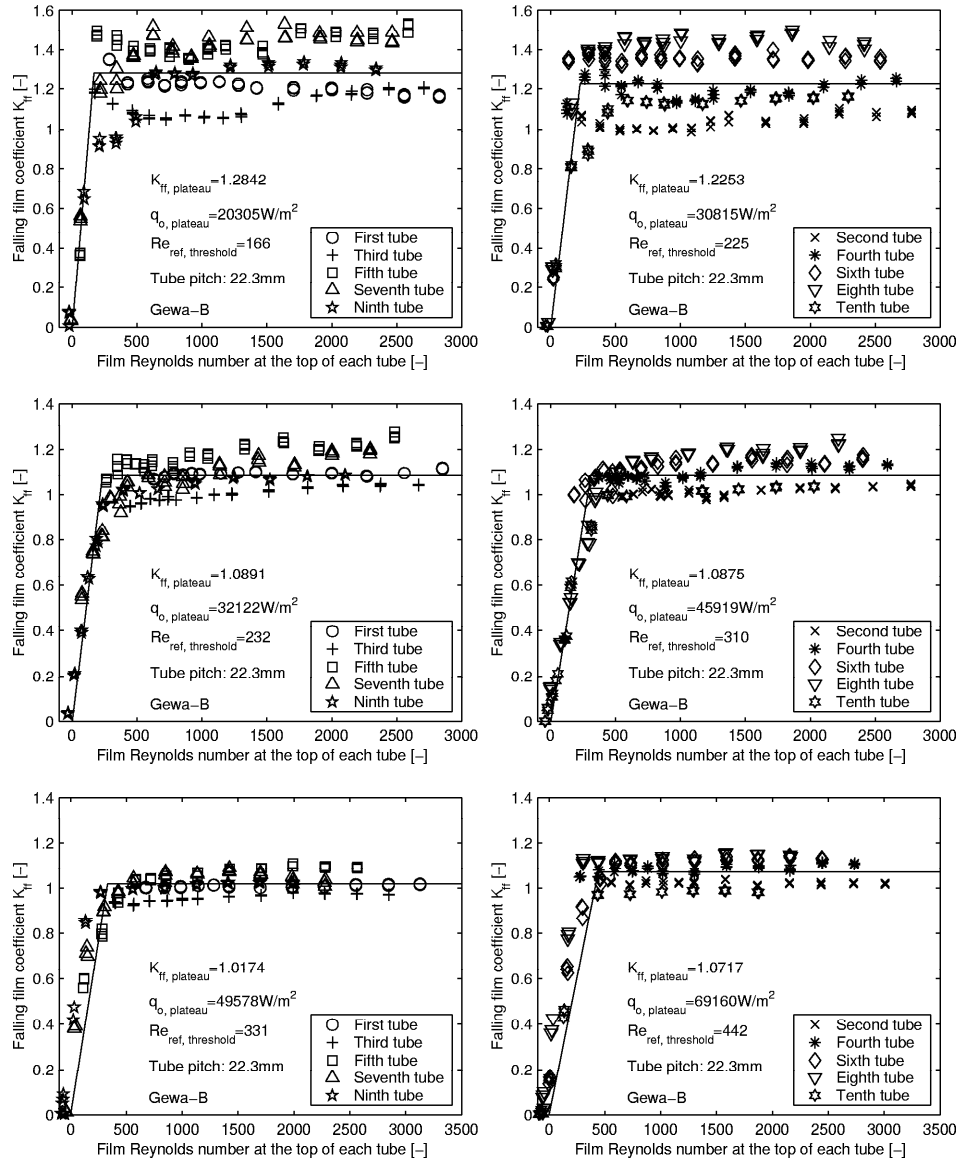 Falling film coefficient K_ff [−]
1.6
1.4
1.2
1
0.8
0.6
0.4
0.2
0
K_ff, plateau=1.2842
q_o, plateau=20305W/m²
Re_ref, threshold=166
Tube pitch: 22.3mm
Gewa−B
First tube
Third tube
Fifth tube
Seventh tube
Ninth tube
0 500 1000 1500 2000 2500 3000
Film Reynolds number at the top of each tube [−]
Falling film coefficient K_ff [−]
1.6
1.4
1.2
1
0.8
0.6
0.4
0.2
0
K_ff, plateau=1.2253
q_o, plateau=30815W/m²
Re_ref, threshold=225
Tube pitch: 22.3mm
Gewa−B
Second tube
Fourth tube
Sixth tube
Eighth tube
Tenth tube
0 500 1000 1500 2000 2500 3000
Film Reynolds number at the top of each tube [−]
Falling film coefficient K_ff [−]
1.4
1.2
1
0.8
0.6
0.4
0.2
0
K_ff, plateau=1.0891
q_o, plateau=32122W/m²
Re_ref, threshold=232
Tube pitch: 22.3mm
Gewa−B
First tube
Third tube
Fifth tube
Seventh tube
Ninth tube
0 500 1000 1500 2000 2500 3000
Film Reynolds number at the top of each tube [−]
Falling film coefficient K_ff [−]
1.4
1.2
1
0.8
0.6
0.4
0.2
0
K_ff, plateau=1.0875
q_o, plateau=45919W/m²
Re_ref, threshold=310
Tube pitch: 22.3mm
Gewa−B
Second tube
Fourth tube
Sixth tube
Eighth tube
Tenth tube
0 500 1000 1500 2000 2500 3000
Film Reynolds number at the top of each tube [−]
Falling film coefficient K_ff [−]
1.4
1.2
1
0.8
0.6
0.4
0.2
0
K_ff, plateau=1.0174
q_o, plateau=49578W/m²
Re_ref, threshold=331
Tube pitch: 22.3mm
Gewa−B
First tube
Third tube
Fifth tube
Seventh tube
Ninth tube
0 500 1000 1500 2000 2500 3000 3500
Film Reynolds number at the top of each tube [−]
Falling film coefficient K_ff [−]
1.4
1.2
1
0.8
0.6
0.4
0.2
0
K_ff, plateau=1.0717
q_o, plateau=69160W/m²
Re_ref, threshold=442
Tube pitch: 22.3mm
Gewa−B
Second tube
Fourth tube
Sixth tube
Eighth tube
Tenth tube
0 500 1000 1500 2000 2500 3000 3500
Film Reynolds number at the top of each tube [−]